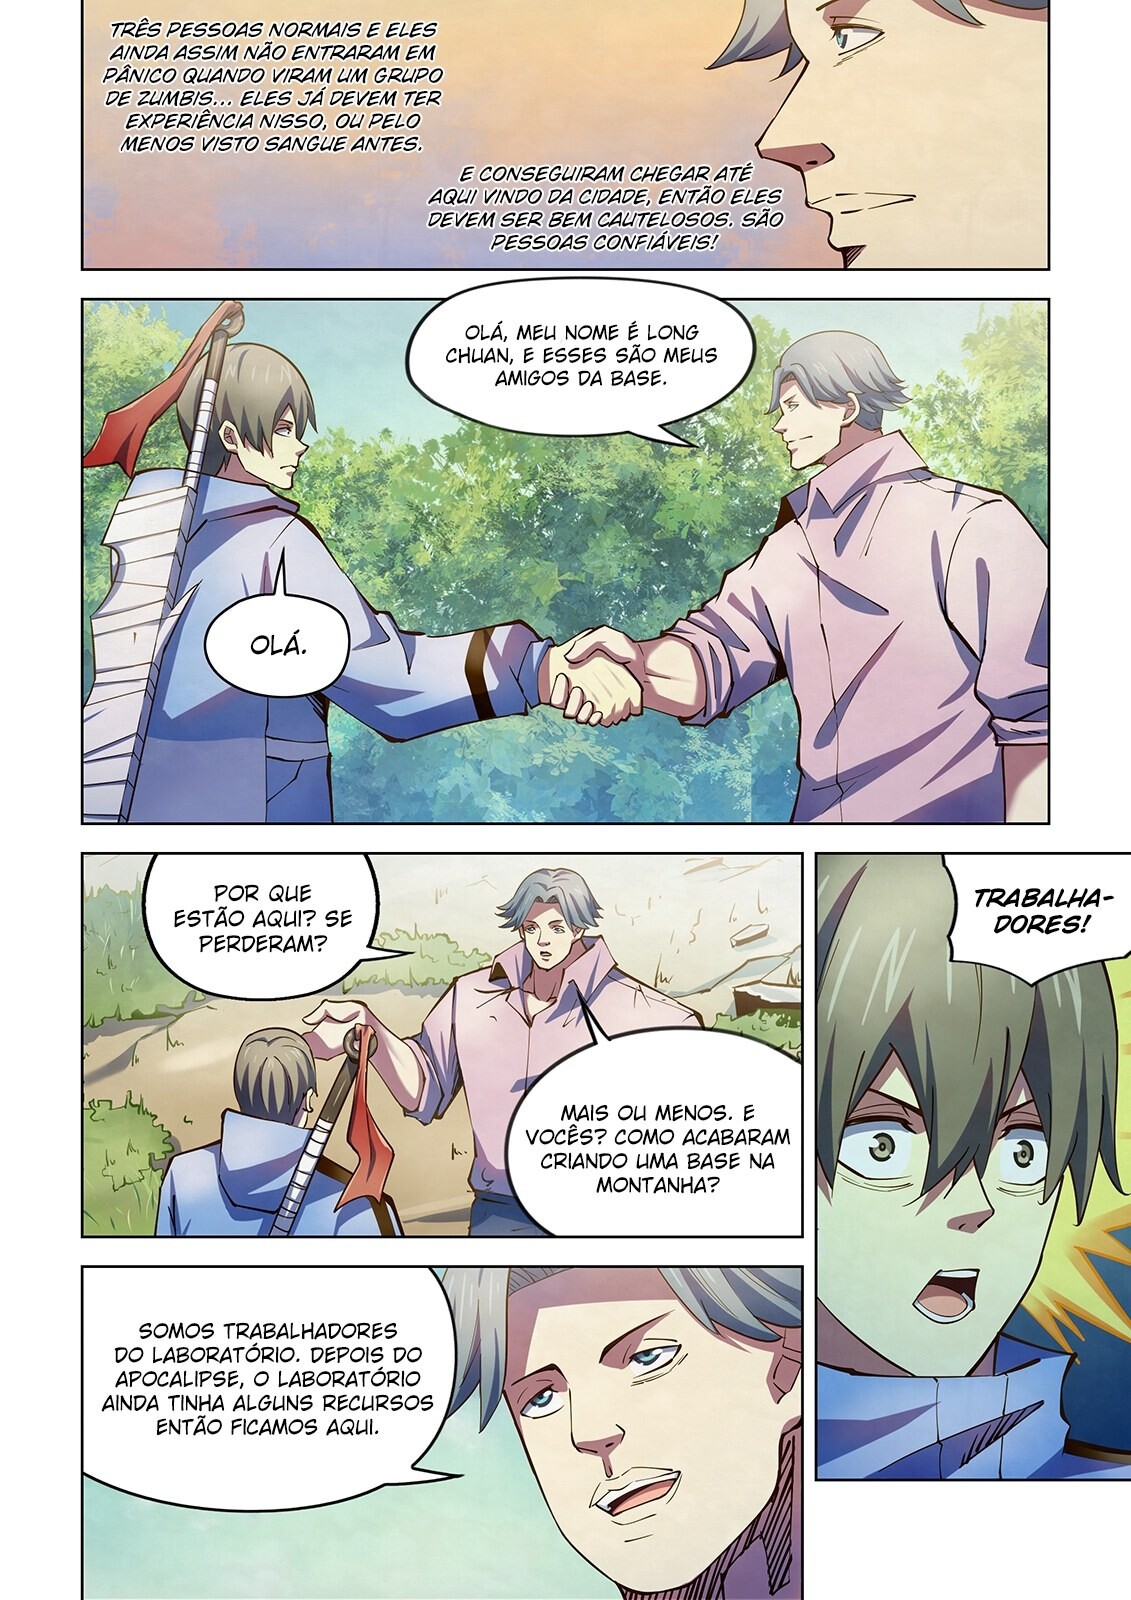 TRÊS PESSOAS NORMAIS E ELES
AINDA ASSIM NÃO ENTRARAM EM
PÂNICO QUANDO VIRAM UM GRUPO
DE ZUMBIS... ELES JÁ DEVEM TER
EXPERIÊNCIA NISSO, OU PELO
MENOS VISTO SANGUE ANTES.
E CONSEGUIRAM CHEGAR ATÉ
AQUI VINDO DA CIDADE, ENTÃO ELES
DEVEM SER BEM CAUTELOSOS. SÃO
PESSOAS CONFIÁVEIS!
OLÁ, MEU NOME É LONG
CHUAN, E ESSES SÃO MEUS
AMIGOS DA BASE.
OLÁ.
POR QUE
ESTÃO AQUI? SE
PERDERAM?
MAIS OU MENOS. E
VOCÊS? COMO ACABARAM
CRIANDO UMA BASE NA
MONTANHA?
TRABALHA-
DORES!
SOMOS TRABALHADORES
DO LABORATÓRIO. DEPOIS DO
APOCALIPSE, O LABORATÓRIO
AINDA TINHA ALGUNS RECURSOS
ENTÃO FICAMOS AQUI.